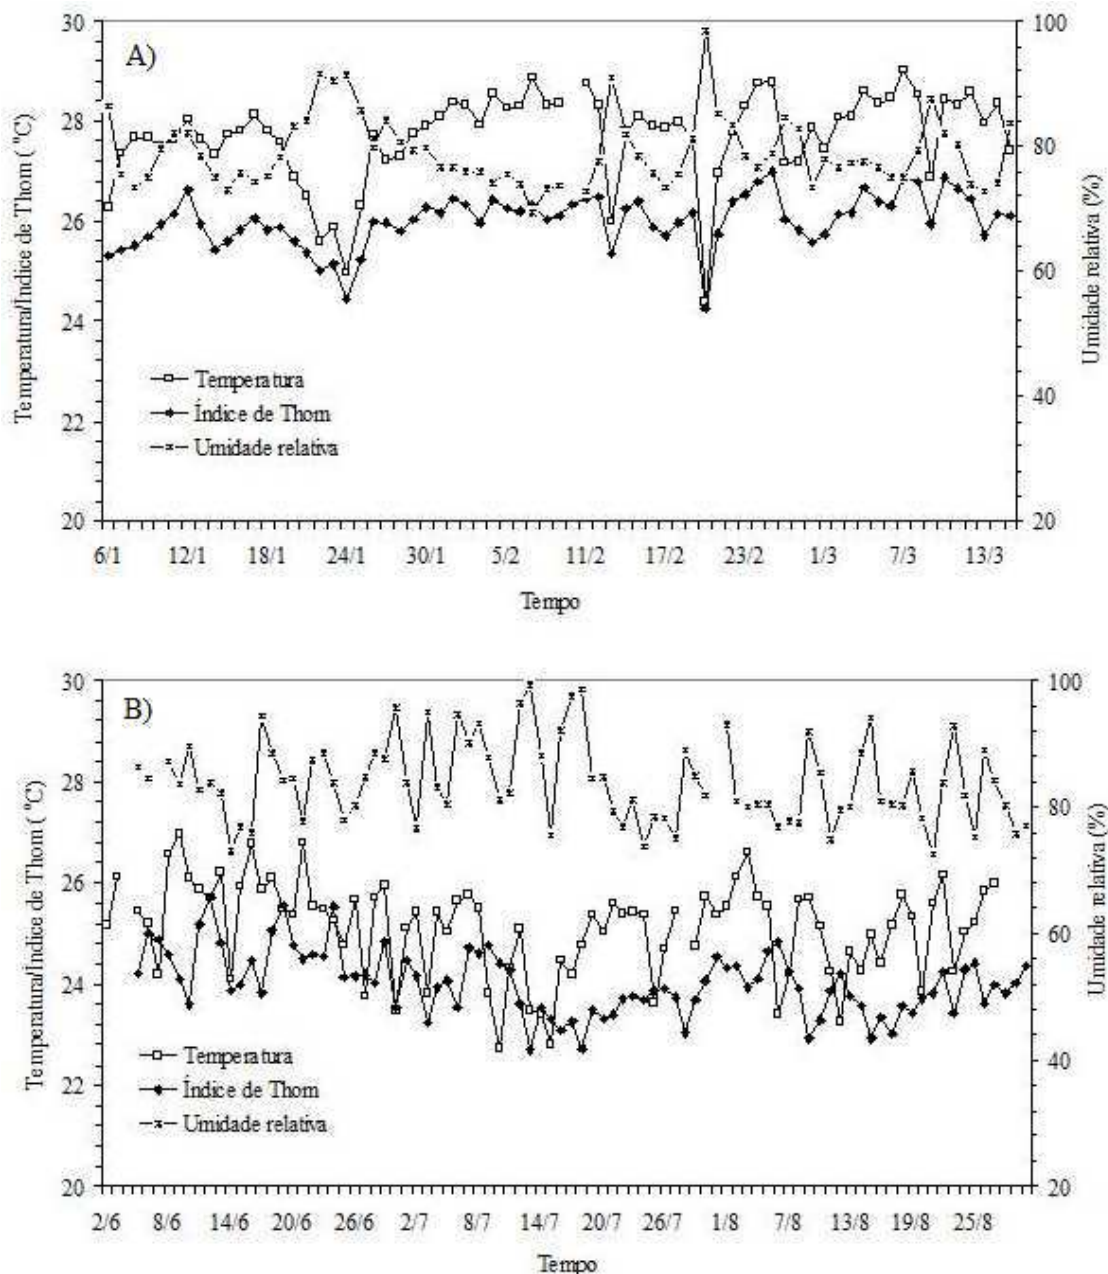 A)
Temperatura/Índice de Thom ( °C)
30
28
26
24
22
20
Umidade relativa (%)
100
80
60
40
20
Temperatura
Índice de Thom
Umidade relativa
6/1 12/1 18/1 24/1 30/1 5/2 11/2 17/2 23/2 1/3 7/3 13/3
Tempo
B)
Temperatura/Índice de Thom ( °C)
30
28
26
24
22
20
Umidade relativa (%)
100
80
60
40
20
Temperatura
Índice de Thom
Umidade relativa
2/6 8/6 14/6 20/6 26/6 2/7 8/7 14/7 20/7 26/7 1/8 7/8 13/8 19/8 25/8
Tempo